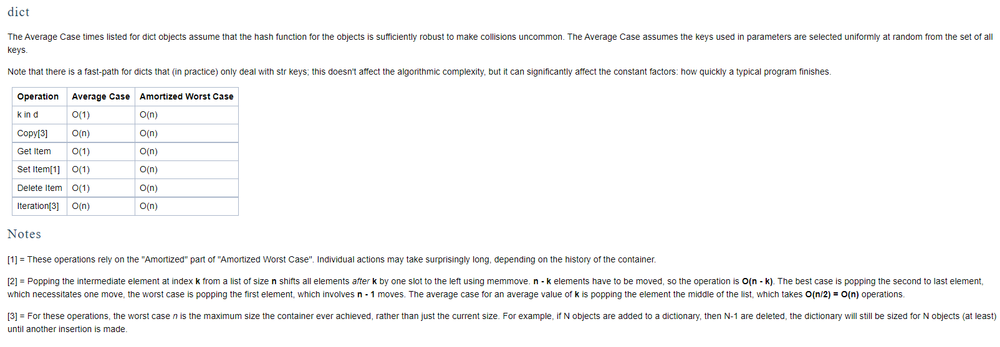 dict
The Average Case times listed for dict objects assume that the hash function for the objects is sufficiently robust to make collisions uncommon. The Average Case assumes the keys used in parameters are selected uniformly at random from the set of all
keys.
Note that there is a fast-path for dicts that (in practice) only deal with str keys; this doesn't affect the algorithmic complexity, but it can significantly affect the constant factors: how quickly a typical program finishes.
Operation Average Case Amortized Worst Case
k in d O(1) O(n)
Copy[3] O(n) O(n)
Get Item O(1) O(n)
Set Item[1] O(1) O(n)
Delete Item O(1) O(n)
Iteration[3] O(n) O(n)
Notes
[1] = These operations rely on the "Amortized" part of "Amortized Worst Case". Individual actions may take surprisingly long, depending on the history of the container.
[2] = Popping the intermediate element at index k from a list of size n shifts all elements after k by one slot to the left using memmove. n - k elements have to be moved, so the operation is O(n - k). The best case is popping the second to last element,
which necessitates one move, the worst case is popping the first element, which involves n - 1 moves. The average case for an average value of k is popping the element the middle of the list, which takes O(n/2) = O(n) operations.
[3] = For these operations, the worst case n is the maximum size the container ever achieved, rather than just the current size. For example, if N objects are added to a dictionary, then N-1 are deleted, the dictionary will still be sized for N objects (at least)
until another insertion is made.